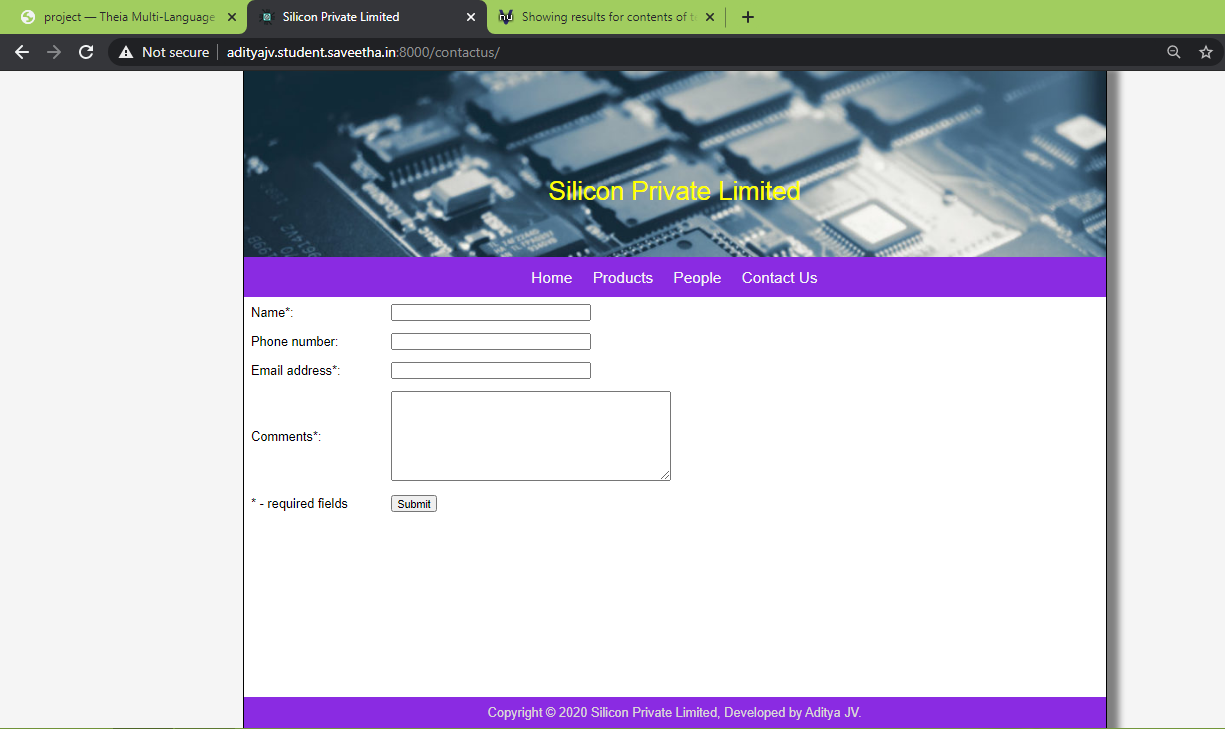 project — Theia Multi-Language
Silicon Private Limited
Showing results for contents of t
Not secure
adityajv.student.saveetha.in:8000/contactus/
Silicon Private Limited
Home Products People Contact Us
Name*:
Phone number:
Email address*:
Comments*:
* - required fields
Submit
Copyright © 2020 Silicon Private Limited, Developed by Aditya JV.